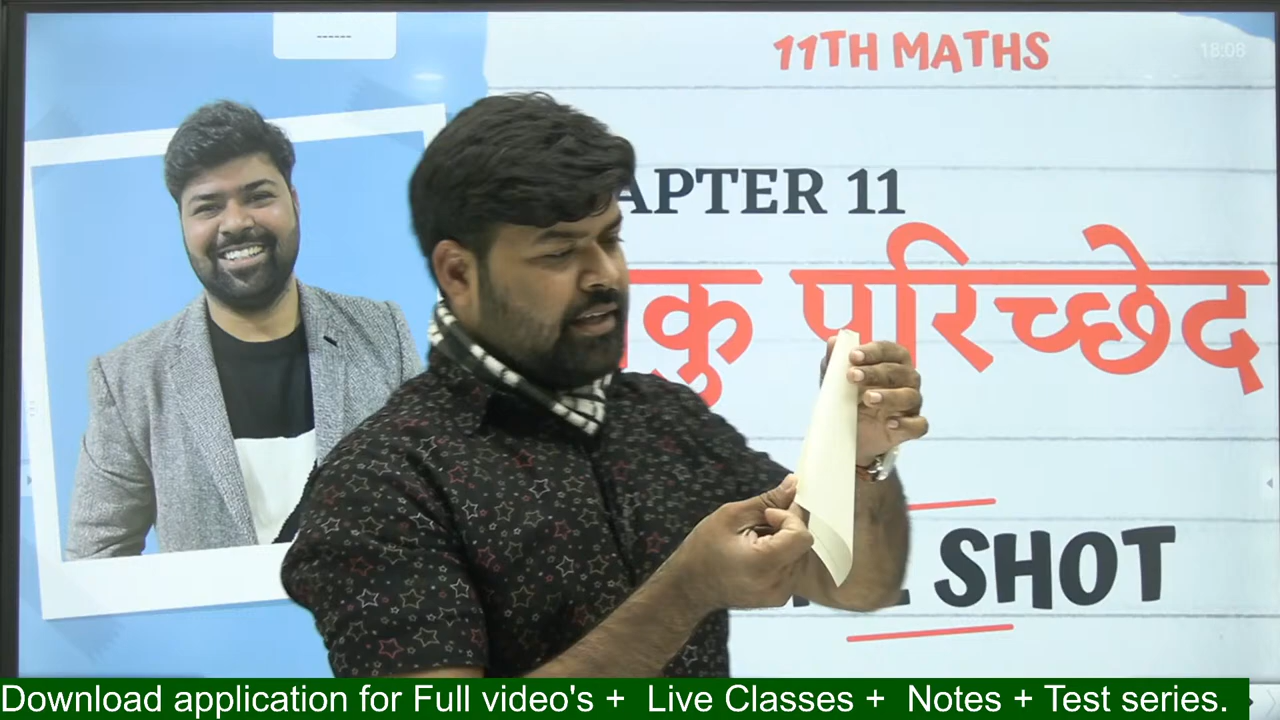 ------
11TH MATHS
18:08
APTER 11
कु परिच्छेद
SHOT
Download application for Full video's + Live Classes + Notes + Test series.